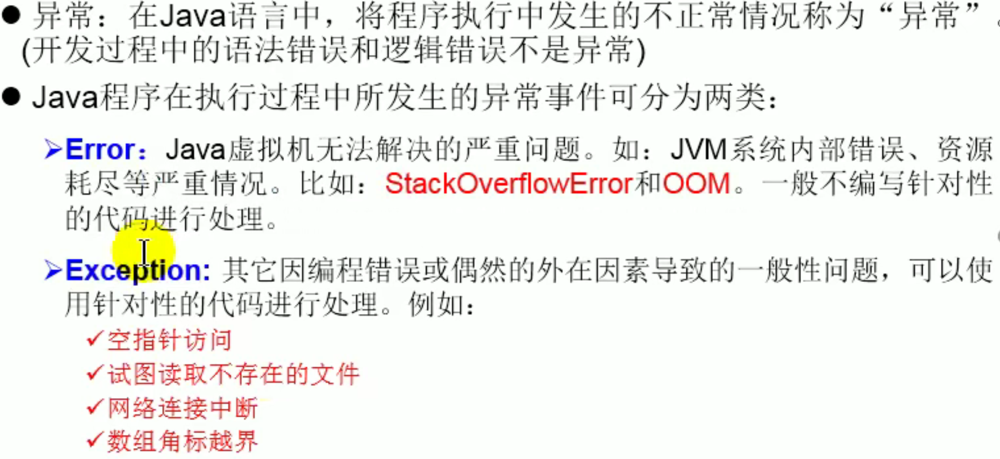 ● 异常：在Java语言中，将程序执行中发生的不正常情况称为“异常”。
(开发过程中的语法错误和逻辑错误不是异常)
● Java程序在执行过程中所发生的异常事件可分为两类：
➢Error：Java虚拟机无法解决的严重问题。如：JVM系统内部错误、资源
耗尽等严重情况。比如：StackOverflowError和OOM。一般不编写针对性
的代码进行处理。
➢Exception: 其它因编程错误或偶然的外在因素导致的一般性问题，可以使
用针对性的代码进行处理。例如：
✓空指针访问
✓试图读取不存在的文件
✓网络连接中断
✓数组角标越界